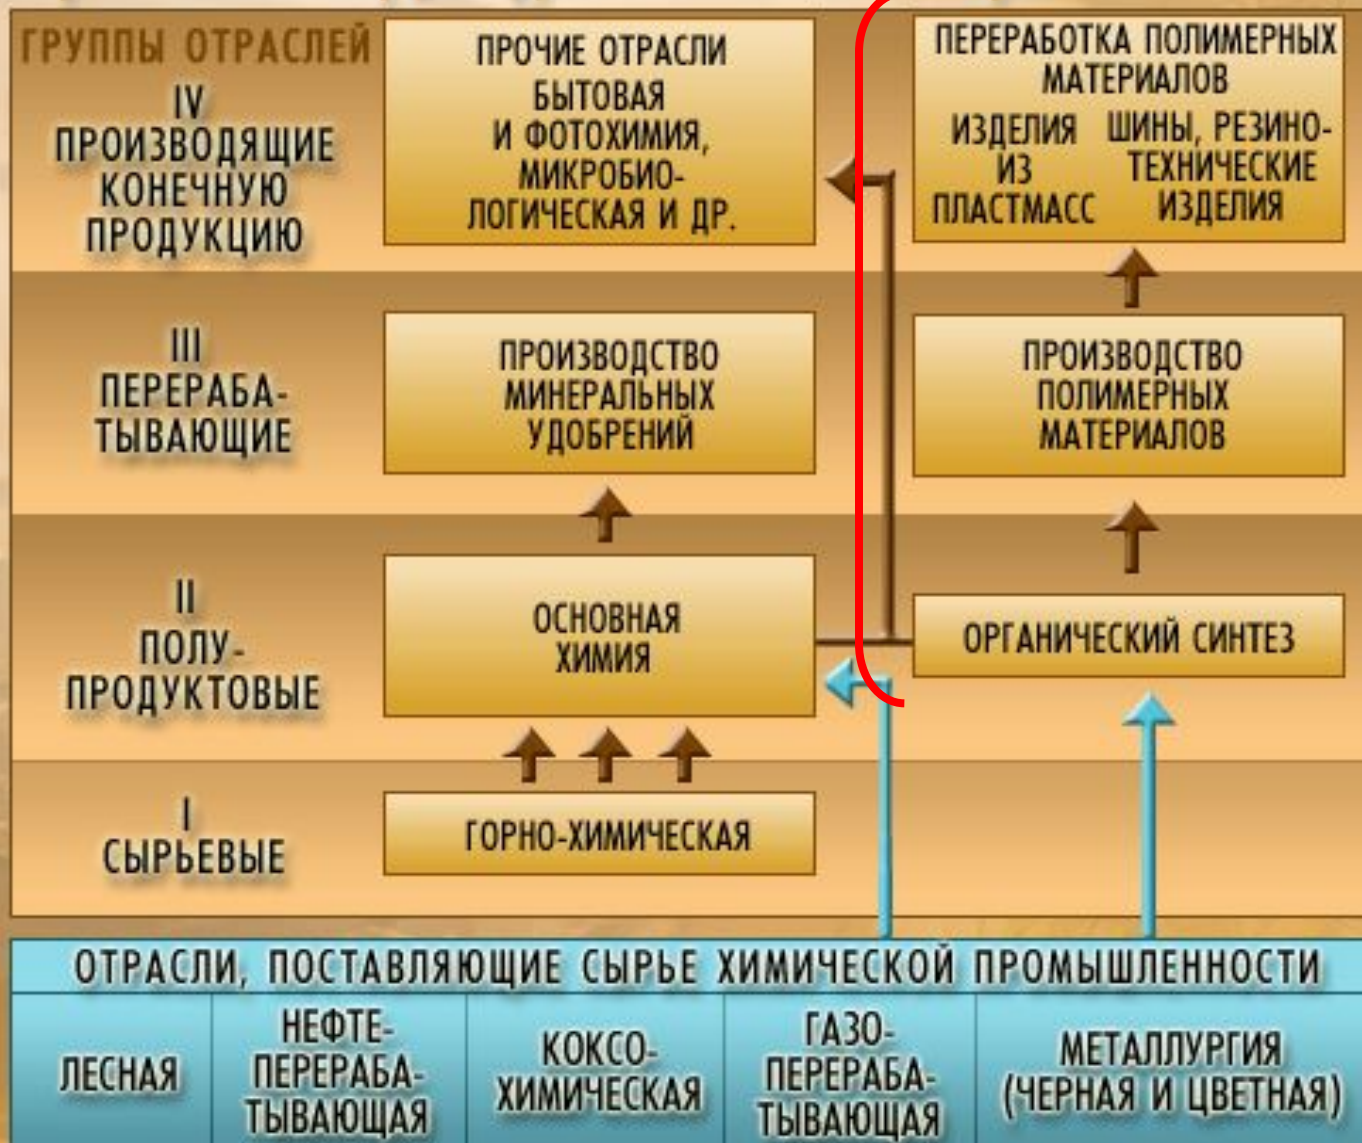 ГРУППЫ ОТРАСЛЕЙ
IV
ПРОИЗВОДЯЩИЕ
КОНЕЧНУЮ
ПРОДУКЦИЮ
ПРОЧИЕ ОТРАСЛИ
БЫТОВАЯ
И ФОТОХИМИЯ,
МИКРОБИО-
ЛОГИЧЕСКАЯ И ДР.
ПЕРЕРАБОТКА ПОЛИМЕРНЫХ
МАТЕРИАЛОВ
ИЗДЕЛИЯ
ИЗ
ПЛАСТМАСС
ШИНЫ, РЕЗИНО-
ТЕХНИЧЕСКИЕ
ИЗДЕЛИЯ
III
ПЕРЕРАБА-
ТЫВАЮЩИЕ
ПРОИЗВОДСТВО
МИНЕРАЛЬНЫХ
УДОБРЕНИЙ
ПРОИЗВОДСТВО
ПОЛИМЕРНЫХ
МАТЕРИАЛОВ
II
ПОЛУ-
ПРОДУКТОВЫЕ
ОСНОВНАЯ
ХИМИЯ
ОРГАНИЧЕСКИЙ СИНТЕЗ
I
СЫРЬЕВЫЕ
ГОРНО-ХИМИЧЕСКАЯ
ОТРАСЛИ, ПОСТАВЛЯЮЩИЕ СЫРЬЕ ХИМИЧЕСКОЙ ПРОМЫШЛЕННОСТИ
ЛЕСНАЯ
НЕФТЕ-
ПЕРЕРАБА-
ТЫВАЮЩАЯ
КОКСО-
ХИМИЧЕСКАЯ
ГАЗО-
ПЕРЕРАБА-
ТЫВАЮЩАЯ
МЕТАЛЛУРГИЯ
(ЧЕРНАЯ И ЦВЕТНАЯ)